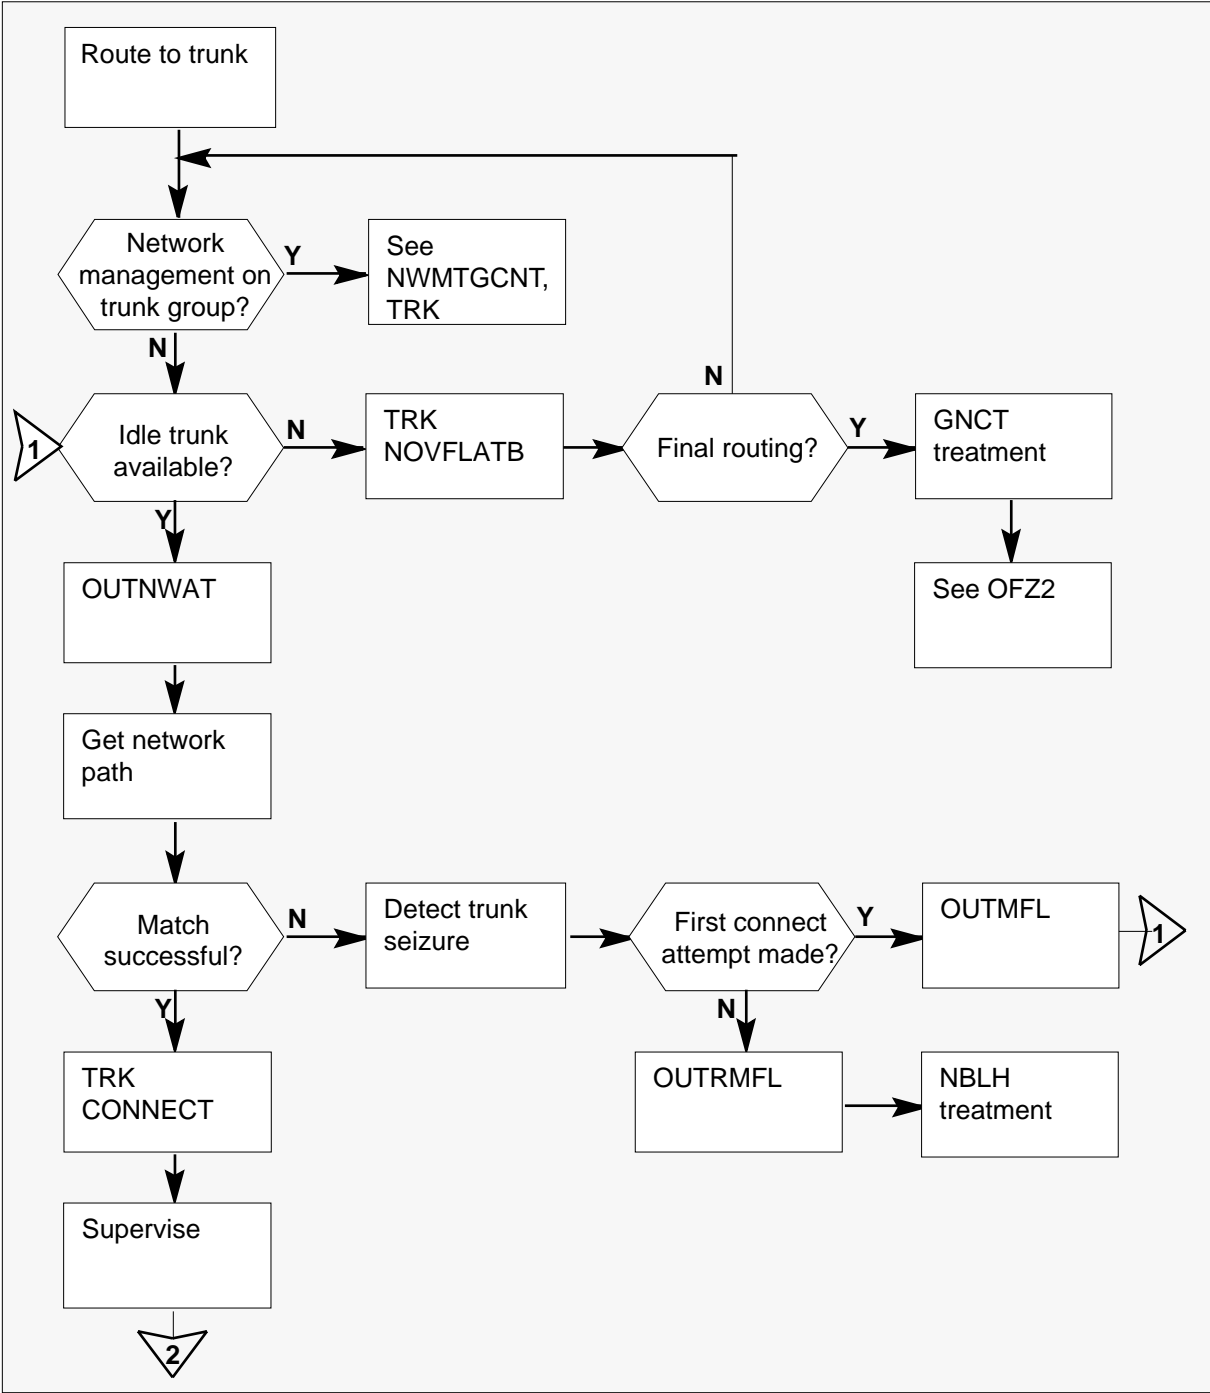 Route to trunk
Network
management on
trunk group?
Y
See
NWMTGCNT,
TRK
N
1
Idle trunk
available?
N
TRK
NOVFLATB
N
Final routing?
Y
GNCT
treatment
Y
OUTNWAT
See OFZ2
Get network
path
Match
successful?
N
Detect trunk
seizure
First connect
attempt made?
Y
OUTMFL
1
Y
TRK
CONNECT
N
OUTRMFL
NBLH
treatment
Supervise
2